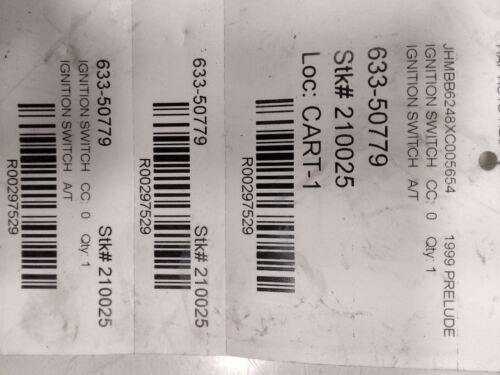 JHMBB6248XC005654 1999 PRELUDE
IGNITION SWITCH CC: 0 Qty: 1
IGNITION SWITCH A/T
633-50779
Stk# 210025
Loc: CART-1
R00297529
633-50779 Stk# 210025
R00297529
633-50779 Stk# 210025
IGNITION SWITCH CC: 0 Qty: 1
IGNITION SWITCH A/T
R00297529